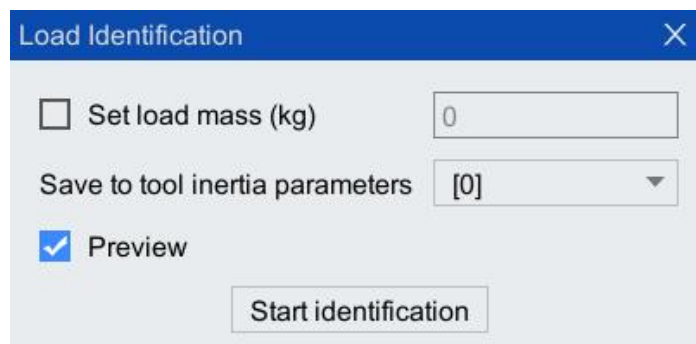 Load Identification
Set load mass (kg) 0
Save to tool inertia parameters [0]
Preview
Start identification